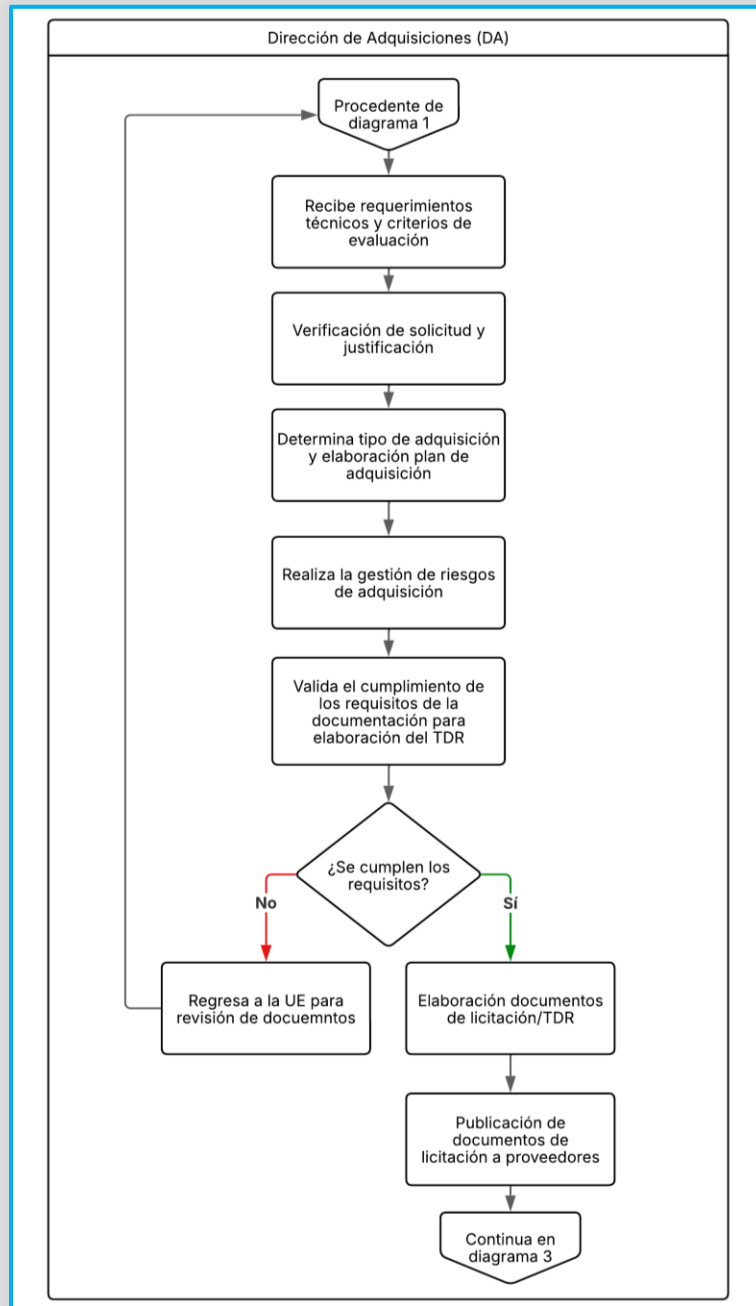 Dirección de Adquisiciones (DA)
Procedente de
diagrama 1
Recibe requerimientos
técnicos y criterios de
evaluación
Verificación de solicitud y
justificación
Determina tipo de adquisición
y elaboración plan de
adquisición
Realiza la gestión de riesgos
de adquisición
Valida el cumplimiento de
los requisitos de la
documentación para
elaboración del TDR
¿Se cumplen los
requisitos?
No
Sí
Regresa a la UE para
revisión de docuemntos
Elaboración documentos
de licitación/TDR
Publicación de
documentos de
licitación a proveedores
Continua en
diagrama 3